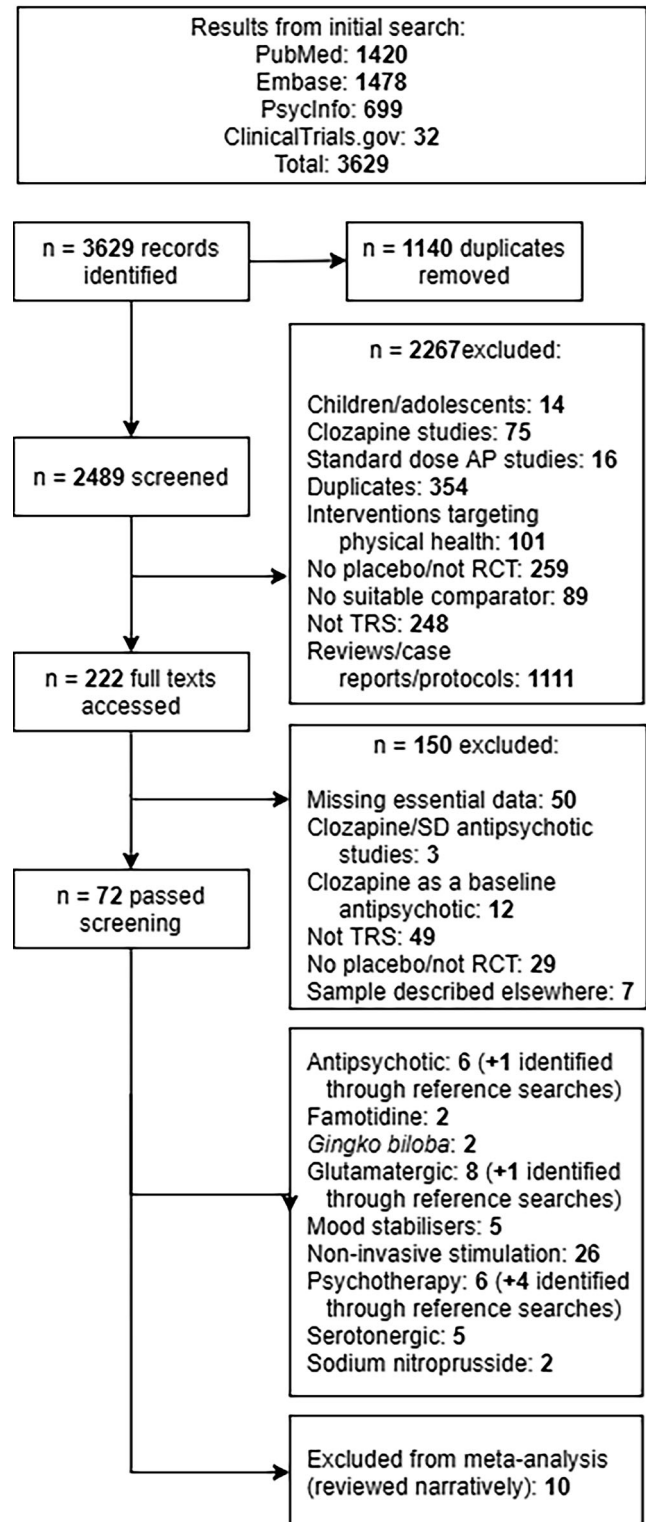 Results from initial search:
PubMed: 1420
Embase: 1478
PsycInfo: 699
ClinicalTrials.gov: 32
Total: 3629
n = 3629 records
identified
n = 1140 duplicates
removed
n = 2267excluded:
Children/adolescents: 14
Clozapine studies: 75
Standard dose AP studies: 16
Duplicates: 354
Interventions targeting
physical health: 101
No placebo/not RCT: 259
No suitable comparator: 89
Not TRS: 248
Reviews/case
reports/protocols: 1111
n = 2489 screened
n = 222 full texts
accessed
n = 150 excluded:
Missing essential data: 50
Clozapine/SD antipsychotic
studies: 3
Clozapine as a baseline
antipsychotic: 12
Not TRS: 49
No placebo/not RCT: 29
Sample described elsewhere: 7
n = 72 passed
screening
Antipsychotic: 6 (+1 identified
through reference searches)
Famotidine: 2
Gingko biloba: 2
Glutamatergic: 8 (+1 identified
through reference searches)
Mood stabilisers: 5
Non-invasive stimulation: 26
Psychotherapy: 6 (+4 identified
through reference searches)
Serotonergic: 5
Sodium nitroprusside: 2
Excluded from meta-analysis
(reviewed narratively): 10